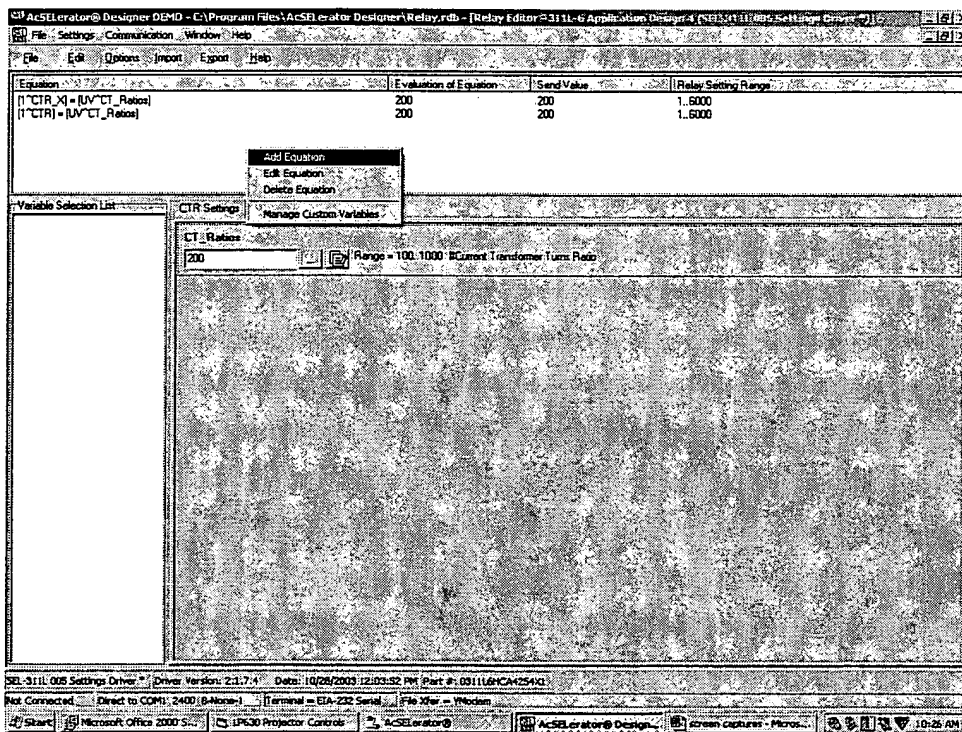 AcSELerator® Designer DEMO - C:\Program Files\AcSELerator Designer\Relay.rdb - [Relay Editor - 311L-6 Application Design 4 (SEL-311L 005 Settings Driver *)]
File Settings Communication Window Help
File Edit Options Import Export Help
Equation Evaluation of Equation Send Value Relay Setting Range
[1^CTR_X] = [UV^CT_Ratios] 200 200 1..6000
[1^CTR] = [UV^CT_Ratios] 200 200 1..6000
Add Equation
Edit Equation
Delete Equation
Manage Custom Variables
Variable Selection List
CTR Settings
CT_Ratios
200 Range = 100..1000 #Current Transformer Turns Ratio
SEL-311L 005 Settings Driver * Driver Version: 2.1.7.4 Date: 10/28/2003 12:03:52 PM Part #: 0311L6HCA4254X1
Not Connected Direct to COM1, 2400 (8-None-1 Terminal = EIA-232 Serial File Xfer = YModem
Start Microsoft Office 2000 S... LP630 Projector Controls AcSELerator® AcSELerator® Design... screen captures - Micros... 10:26 AM